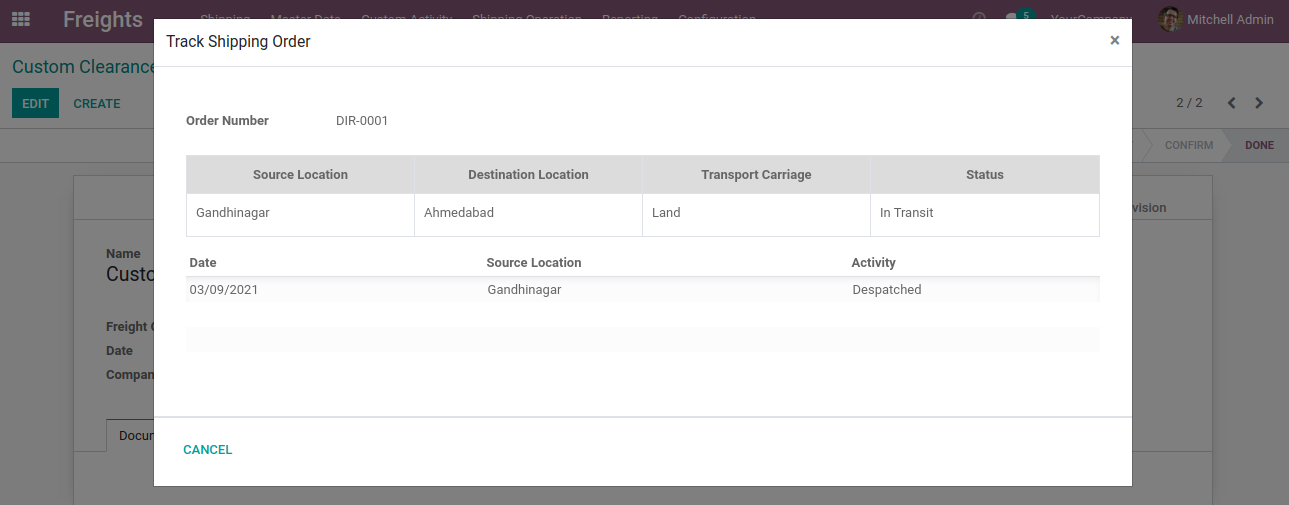 Freights Shipping Master Data Custom Activity Shipping Operation Reporting Configuration 5 YourCompany Mitchell Admin
Track Shipping Order ×
Custom Clearance
EDIT CREATE 2 / 2
Order Number DIR-0001
CONFIRM DONE
Source Location Destination Location Transport Carriage Status
Gandhinagar Ahmedabad Land In Transit
vision
Name
Custo
Date Source Location Activity
03/09/2021 Gandhinagar Despatched
Freight
Date
Compan
Docur
CANCEL